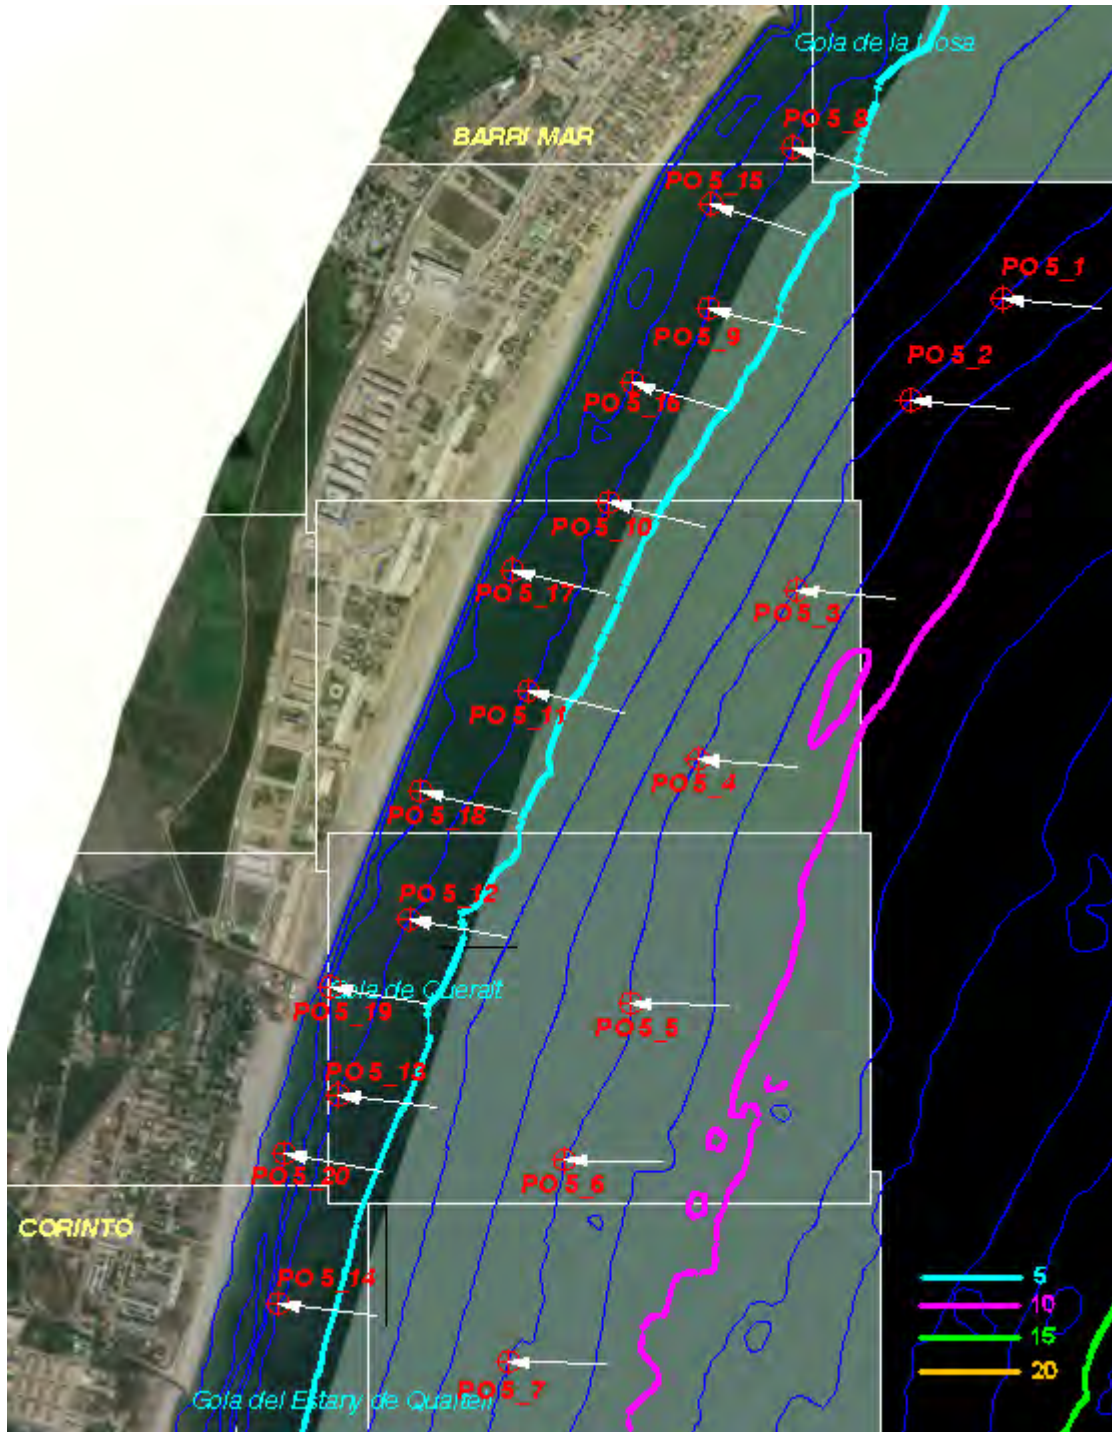 Gola de la Llosa
PO 5_8
BARRI MAR
PO 5_15
PO 5_1
PO 5_9
PO 5_2
PO 5_16
PO 5_10
PO 5_17
PO 5_3
PO 5_11
PO 5_4
PO 5_18
PO 5_12
Gola de Queralt
PO 5_19
PO 5_5
PO 5_13
PO 5_20
PO 5_6
CORINTO
PO 5_14
5
10
15
20
PO 5_7
Gola del Estany de Qualteii